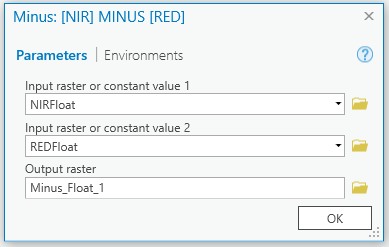 Minus: [NIR] MINUS [RED]
Parameters | Environments
Input raster or constant value 1
NIRFloat
Input raster or constant value 2
REDFloat
Output raster
Minus_Float_1
OK